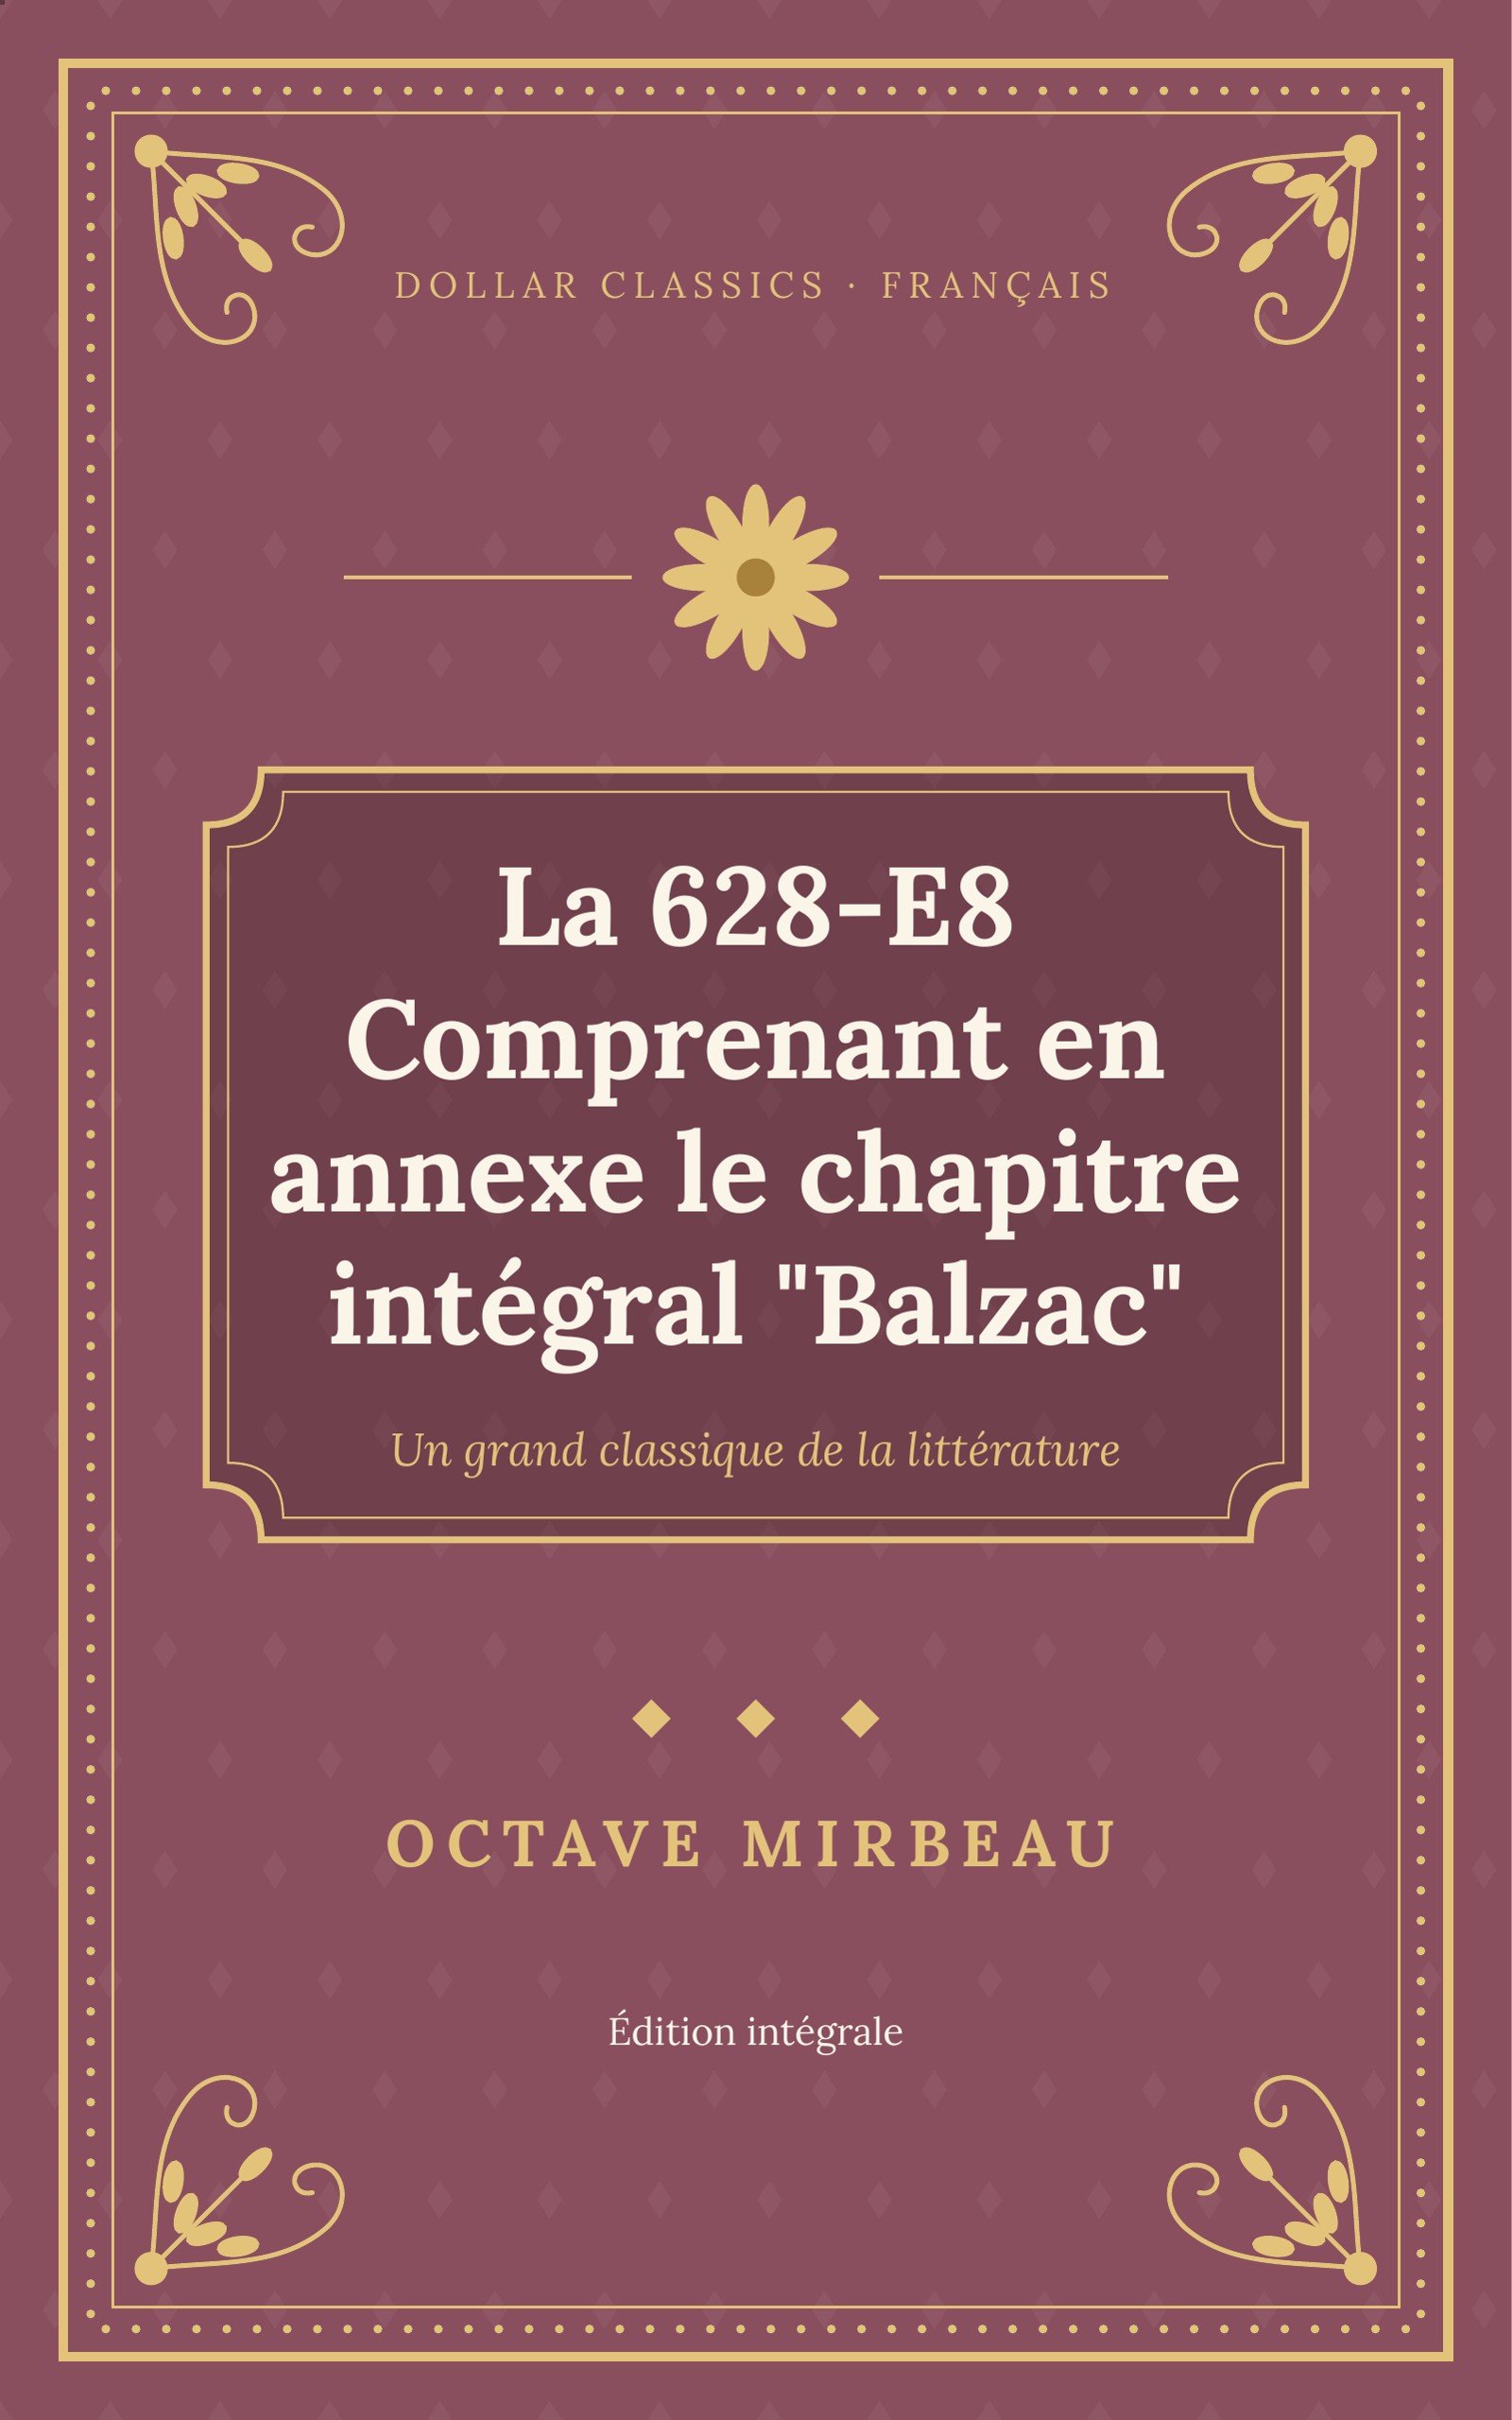 DOLLAR CLASSICS · FRANÇAIS
La 628-E8
Comprenant en
annexe le chapitre
intégral "Balzac"
Un grand classique de la littérature
OCTAVE MIRBEAU
Édition intégrale